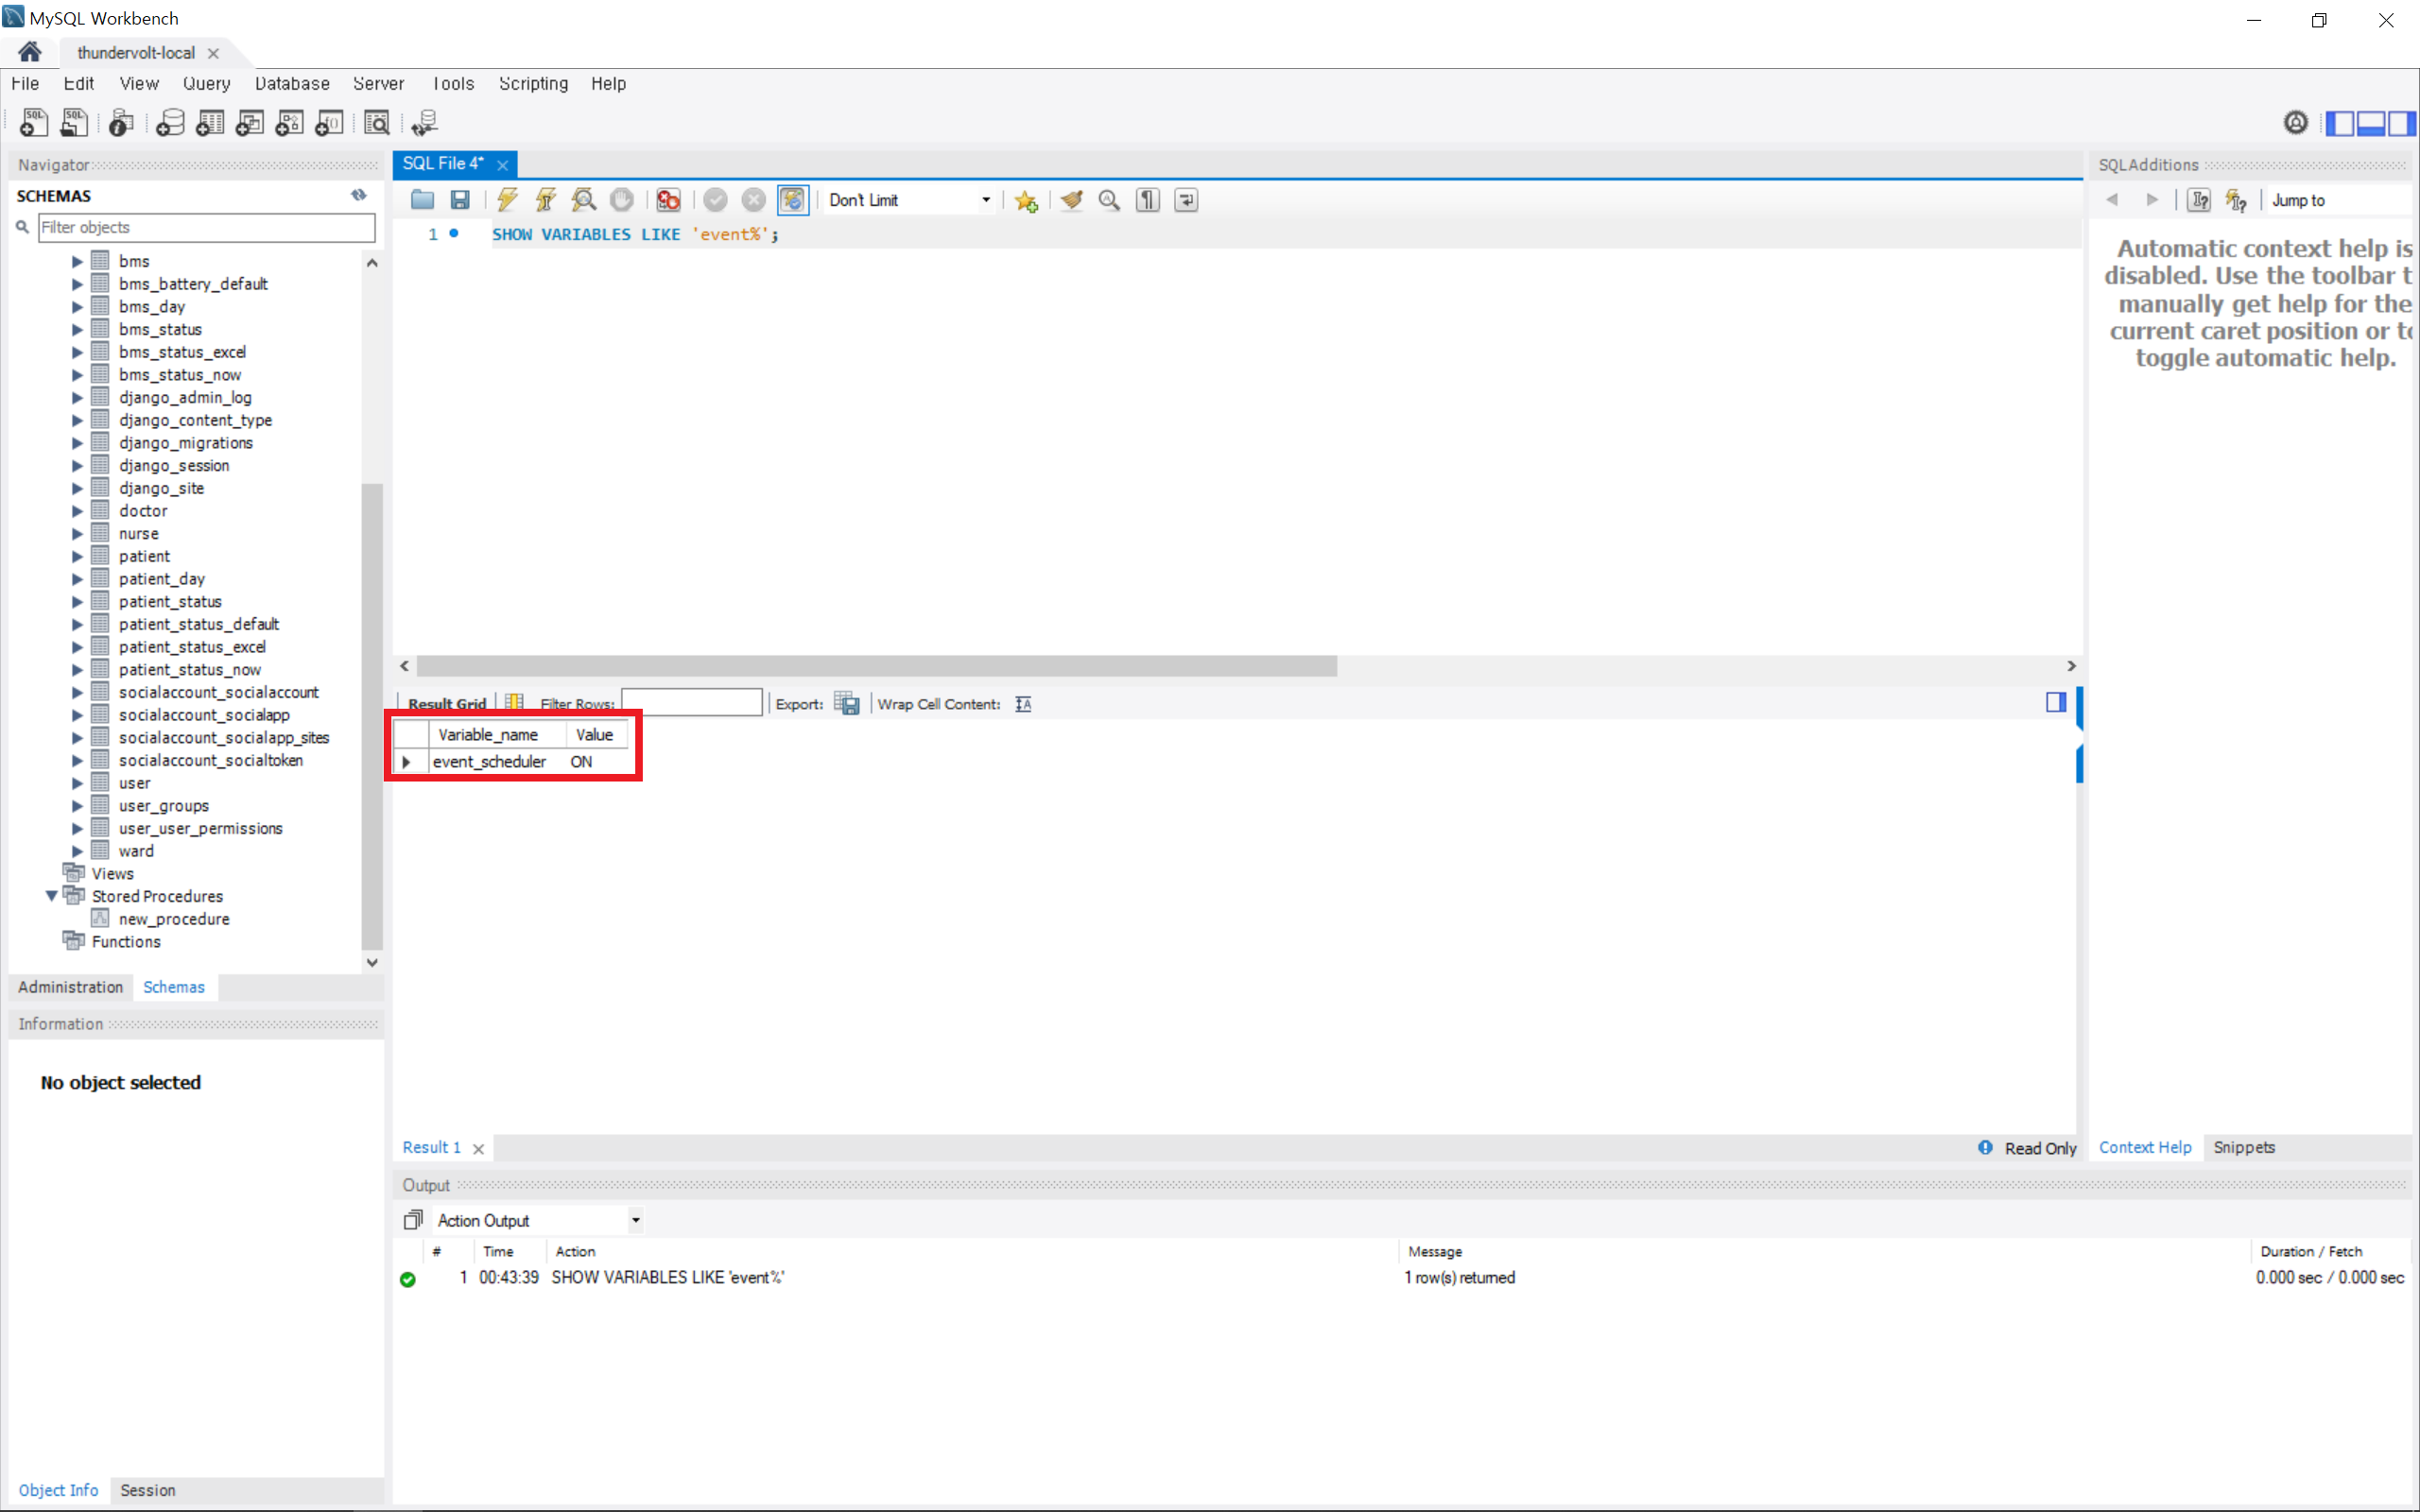 MySQL Workbench
thundervolt-local
File Edit View Query Database Server Tools Scripting Help
Navigator
SCHEMAS
Filter objects
bms
bms_battery_default
bms_day
bms_status
bms_status_excel
bms_status_now
django_admin_log
django_content_type
django_migrations
django_session
django_site
doctor
nurse
patient
patient_day
patient_status
patient_status_default
patient_status_excel
patient_status_now
socialaccount_socialaccount
socialaccount_socialapp
socialaccount_socialapp_sites
socialaccount_socialtoken
user
user_groups
user_user_permissions
ward
Views
Stored Procedures
new_procedure
Functions
Administration Schemas
Information
No object selected
Object Info Session
SQL File 4*
Don't Limit
1 SHOW VARIABLES LIKE 'event%';
Result Grid Filter Rows: Export: Wrap Cell Content:
Variable_name Value
event_scheduler ON
Result 1 Read Only
SQLAdditions
Jump to
Automatic context help is
disabled. Use the toolbar t
manually get help for the
current caret position or to
toggle automatic help.
Context Help Snippets
Output
Action Output
# Time Action Message Duration / Fetch
1 00:43:39 SHOW VARIABLES LIKE 'event%' 1 row(s) returned 0.000 sec / 0.000 sec